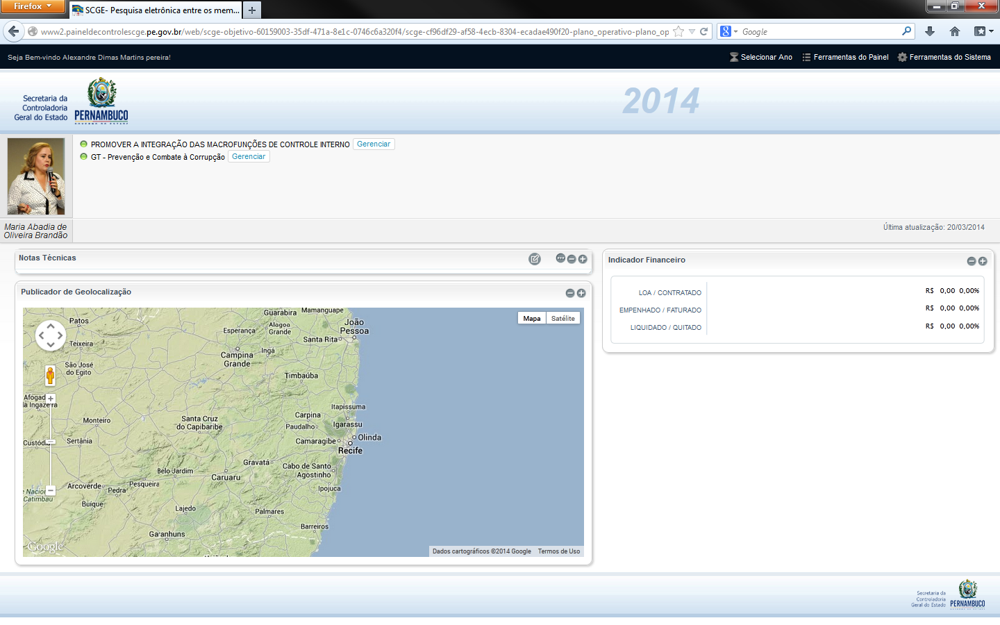 Firefox
SCGE- Pesquisa eletrônica entre os mem...
www2.paineldecontrolescge.pe.gov.br/web/scge-objetivo-60159003-35df-471a-8e1c-0746c6a320f4/scge-cf96df29-af58-4ecb-8304-ecadae490f20-plano_operativo-plano_op
Google
Seja Bem-vindo Alexandre Dimas Martins pereira!
Selecionar Ano
Ferramentas do Painel
Ferramentas do Sistema
Secretaria da
Controladoria
Geral do Estado
PERNAMBUCO
GOVERNO DO ESTADO
2014
PROMOVER A INTEGRAÇÃO DAS MACROFUNÇÕES DE CONTROLE INTERNO Gerenciar
GT - Prevenção e Combate à Corrupção Gerenciar
Maria Abadia de
Oliveira Brandão
Última atualização: 20/03/2014
Notas Técnicas
Publicador de Geolocalização
Mapa
Satélite
Guarabira
Mamanguape
Patos
Alagoa
Grande
João
Pessoa
Esperança
Santa Rita
Teixeira
Campina
Grande
Ingá
São José
do Egito
Timbaúba
Afogad
da Ingazeira
Itapissuma
Monteiro
Santa Cruz
do Capibaribe
Carpina
Paudalho
Igarassu
Custódi
Sertânia
Camaragibe
Olinda
Recife
Gravatá
Cabo de Santo
Agostinho
Belo Jardim
Caruaru
Arcoverde
Pedra
Pesqueira
Ipojuca
e Nacion
Catimbau
Buíque
Lajedo
Palmares
Barreiros
Garanhuns
Google
Dados cartográficos ©2014 Google
Termos de Uso
Indicador Financeiro
LOA / CONTRATADO R$ 0,00 0,00%
EMPENHADO / FATURADO R$ 0,00 0,00%
LIQUIDADO / QUITADO R$ 0,00 0,00%
Secretaria da
Controladoria
Geral do Estado
PERNAMBUCO